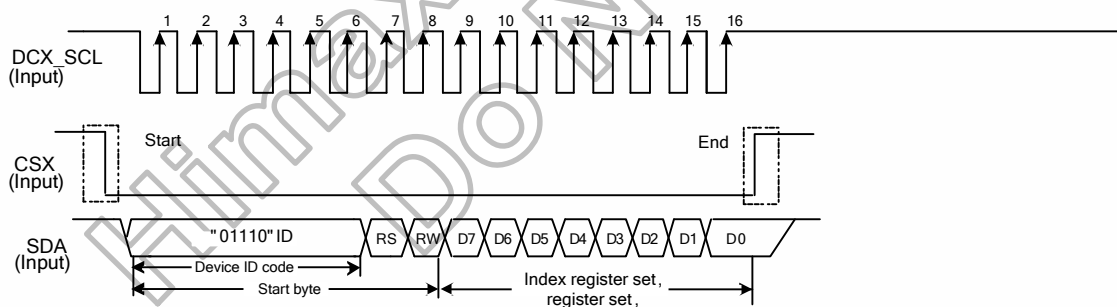 1 2 3 4 5 6 7 8 9 10 11 12 13 14 15 16
DCX_SCL
(Input)
Start
End
CSX
(Input)
SDA
(Input)
"01110" ID
RS
RW
D7
D6
D5
D4
D3
D2
D1
D0
Device ID code
Start byte
Index register set,
register set,
Himax
Do N